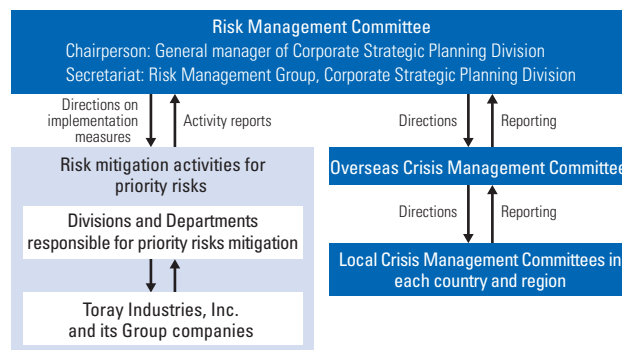 Risk Management Committee
Chairperson: General manager of Corporate Strategic Planning Division
Secretariat: Risk Management Group, Corporate Strategic Planning Division
Directions on
implementation
measures
Activity reports
Directions
Reporting
Risk mitigation activities for
priority risks
Overseas Crisis Management Committee
Divisions and Departments
responsible for priority risks mitigation
Directions
Reporting
Toray Industries, Inc.
and its Group companies
Local Crisis Management Committees in
each country and region